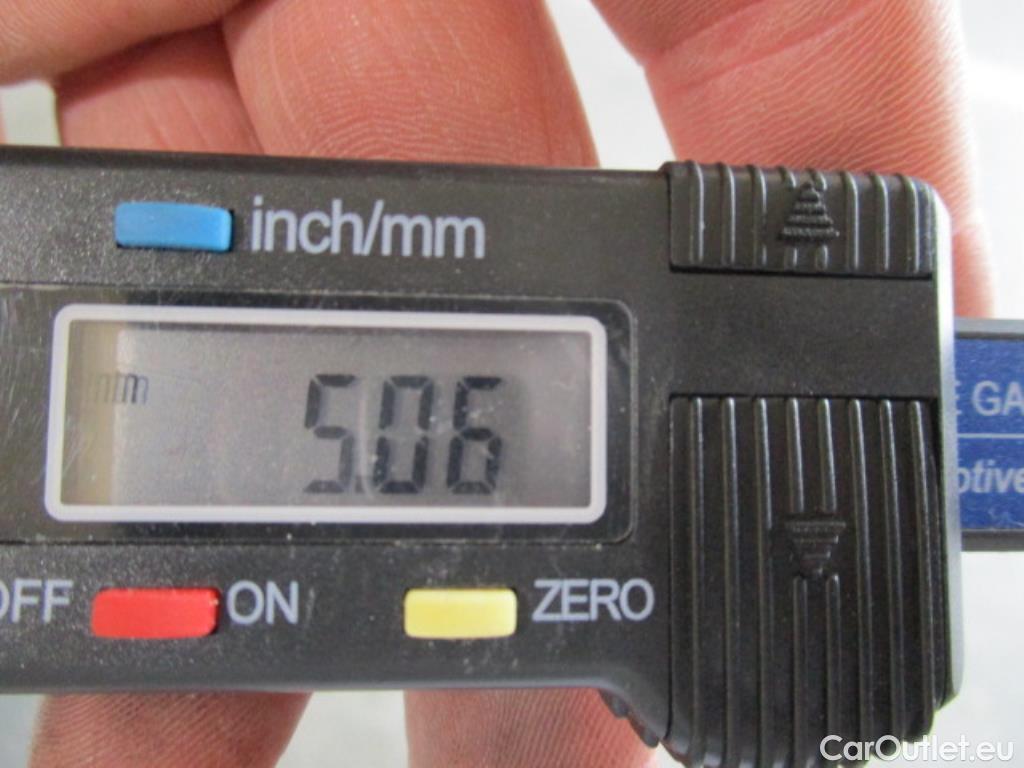 inch/mm
mm 5.06
E GA
otive
OFF ON ZERO
CarOutlet.eu